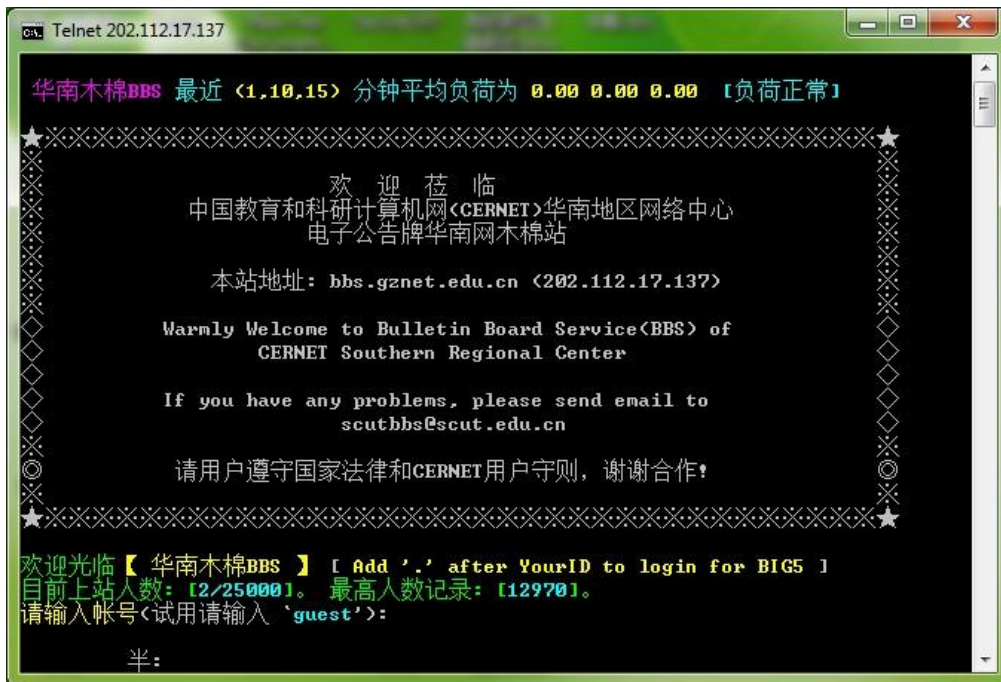 Telnet 202.112.17.137
华南木棉BBS 最近 (1,10,15) 分钟平均负荷为 0.00 0.00 0.00 [负荷正常]
欢 迎 莅 临
中国教育和科研计算机网(CERNET)华南地区网络中心
电子公告牌华南网木棉站
本站地址: bbs.gznet.edu.cn (202.112.17.137)
Warmly Welcome to Bulletin Board Service(BBS) of
CERNET Southern Regional Center
If you have any problems, please send email to
scutbbs@scut.edu.cn
请用户遵守国家法律和CERNET用户守则, 谢谢合作!
欢迎光临【 华南木棉BBS 】 [ Add '.' after YourID to login for BIG5 ]
目前上站人数: [2/25000]。 最高人数记录: [12970]。
请输入帐号(试用请输入 `guest'):
半: